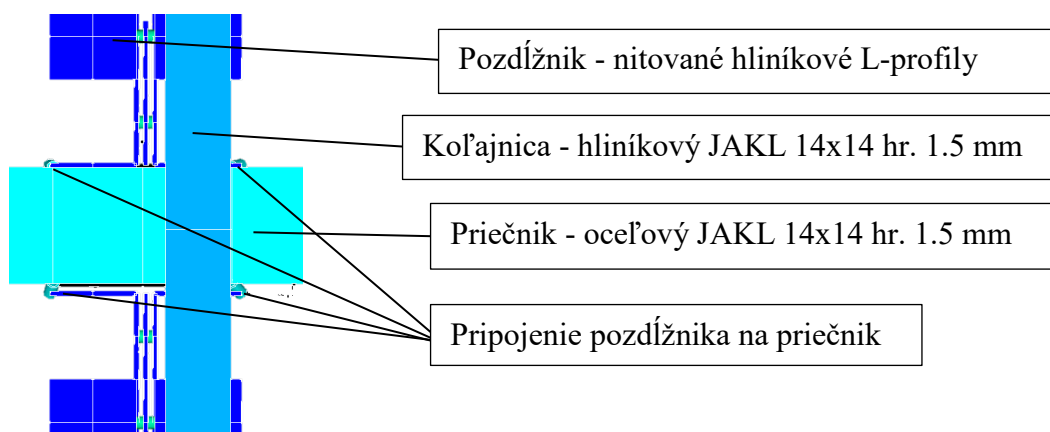 Pozdĺžnik - nitované hliníkové L-profily
Koľajnica - hliníkový JAKL 14x14 hr. 1.5 mm
Priečnik - oceľový JAKL 14x14 hr. 1.5 mm
Pripojenie pozdĺžnika na priečnik